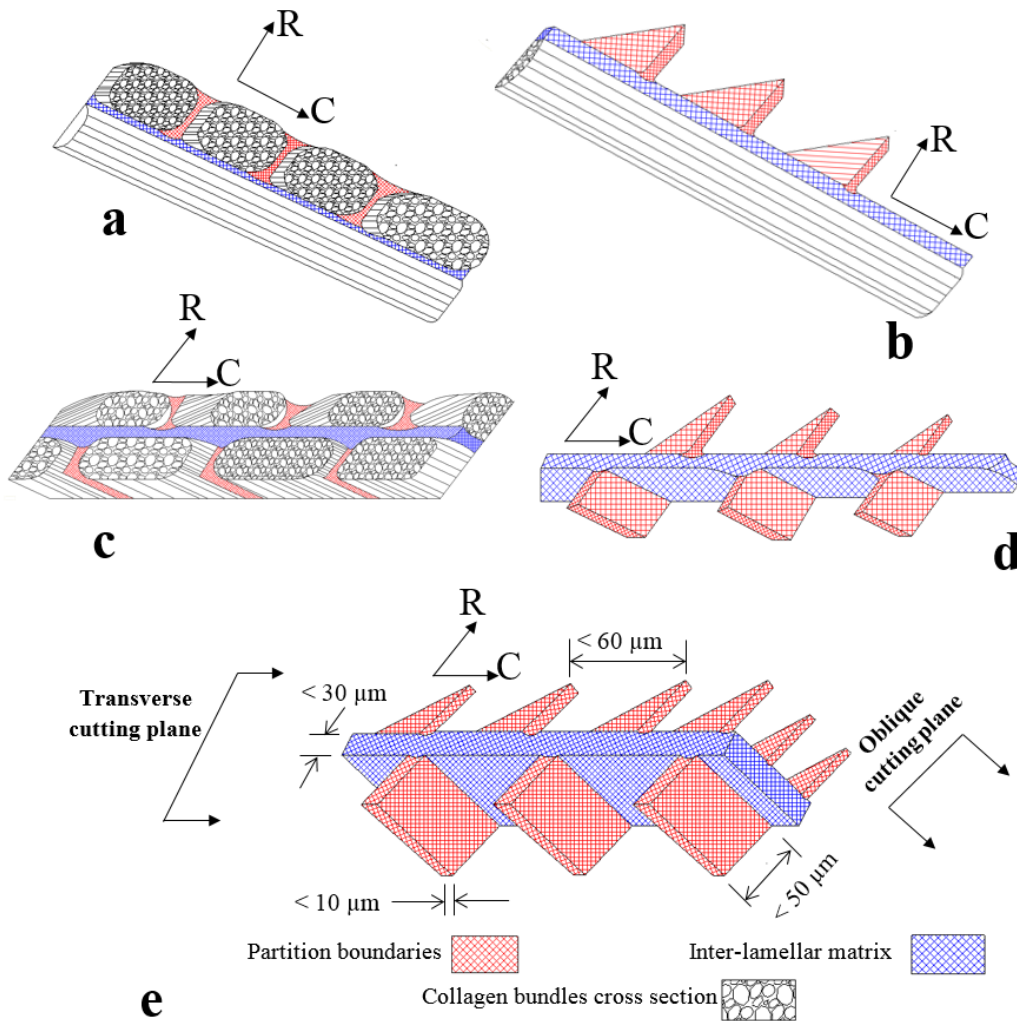 R
C
a
R
C
b
R
C
c
R
C
d
R
C
< 60 µm
< 30 µm
Transverse
cutting plane
Oblique
cutting plane
< 50 µm
< 10 µm
Partition boundaries
Inter-lamellar matrix
Collagen bundles cross section
e